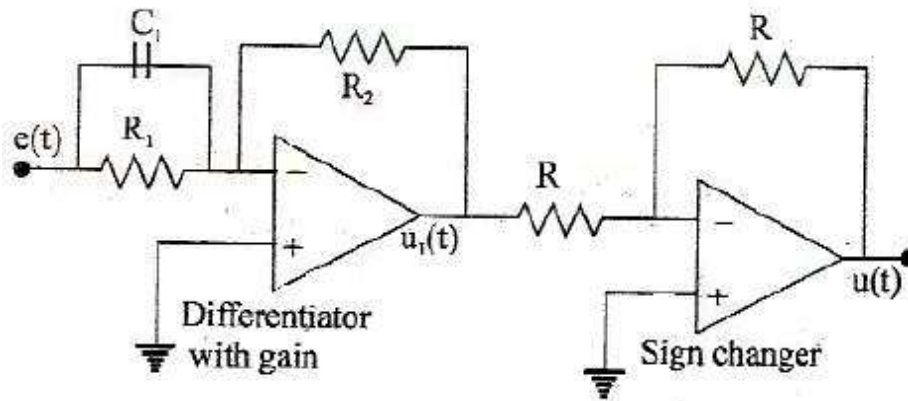 C₁
R₂
R
e(t)
R₁
−
+
u₁(t)
R
−
+
u(t)
Differentiator
with gain
Sign changer